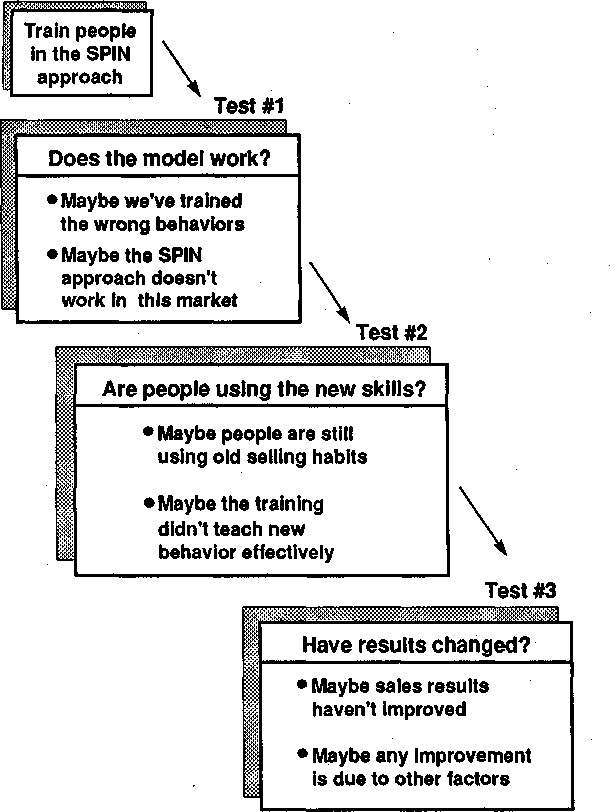 Train people
in the SPIN
approach
Test #1
Does the model work?
● Maybe we've trained
the wrong behaviors
● Maybe the SPIN
approach doesn't
work in this market
Test #2
Are people using the new skills?
● Maybe people are still
using old selling habits
● Maybe the training
didn't teach new
behavior effectively
Test #3
Have results changed?
● Maybe sales results
haven't improved
● Maybe any improvement
is due to other factors